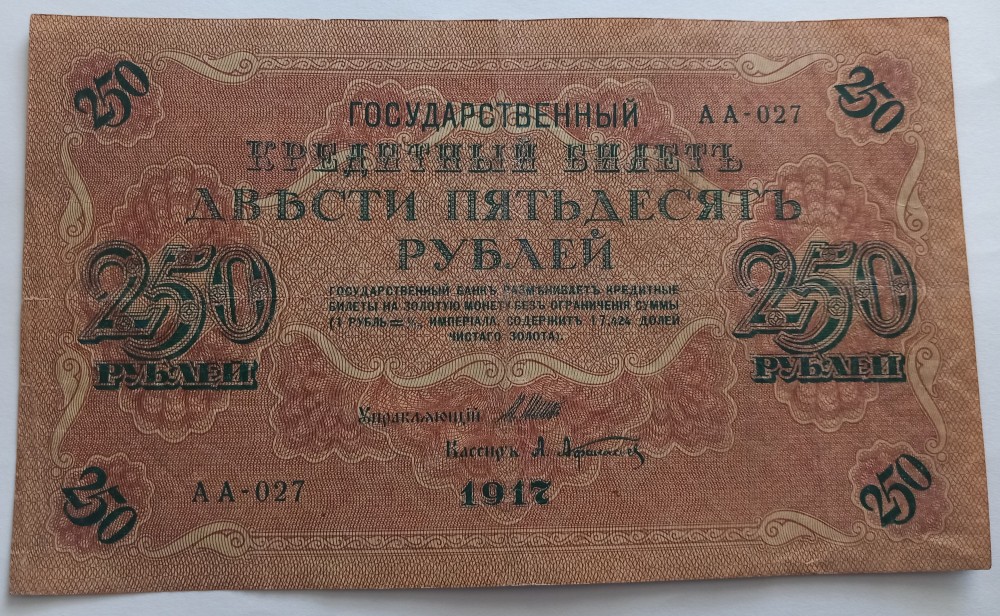 250
250
ГОСУДАРСТВЕННЫЙ
АА-027
КРЕДИТНЫЙ БИЛЕТЪ
ДВѢСТИ ПЯТЬДЕСЯТЪ
РУБЛЕЙ
250
РУБЛЕЙ
250
РУБЛЕЙ
ГОСУДАРСТВЕННЫЙ БАНКЪ РАЗМѢНИВАЕТЪ КРЕДИТНЫЕ
БИЛЕТЫ НА ЗОЛОТУЮ МОНЕТУ БЕЗЪ ОГРАНИЧЕНІЯ СУММЫ
(1 РУБЛЬ = 1/15 ИМПЕРІАЛА, СОДЕРЖИТЪ 17,424 ДОЛЕЙ
ЧИСТАГО ЗОЛОТА).
Управляющій
Кассиръ А. Афанасьев
АА-027
1917
250
250